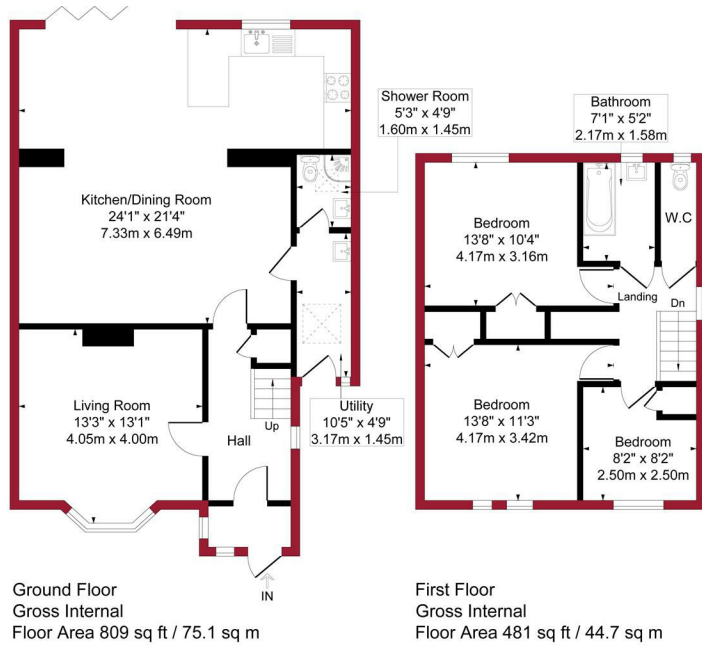 Shower Room
5'3" x 4'9"
1.60m x 1.45m
Bathroom
7'1" x 5'2"
2.17m x 1.58m
Kitchen/Dining Room
24'1" x 21'4"
7.33m x 6.49m
Bedroom
13'8" x 10'4"
4.17m x 3.16m
W.C
Landing
Dn
Living Room
13'3" x 13'1"
4.05m x 4.00m
Up
Hall
Utility
10'5" x 4'9"
3.17m x 1.45m
Bedroom
13'8" x 11'3"
4.17m x 3.42m
Bedroom
8'2" x 8'2"
2.50m x 2.50m
IN
Ground Floor
Gross Internal
Floor Area 809 sq ft / 75.1 sq m
First Floor
Gross Internal
Floor Area 481 sq ft / 44.7 sq m